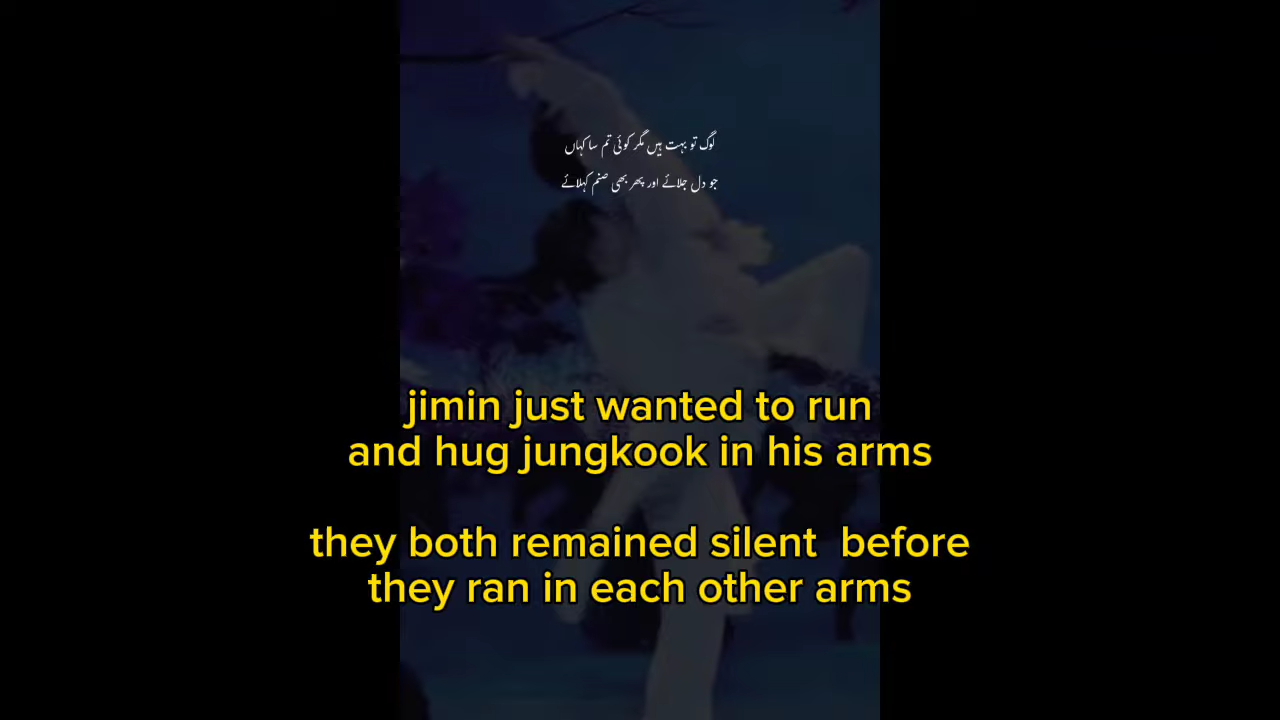 لوگ تو بہت ہیں مگر کوئی تم سا کہاں
جو دل جلائے اور پھر بھی صنم کہلائے
jimin just wanted to run
and hug jungkook in his arms
they both remained silent  before
they ran in each other arms